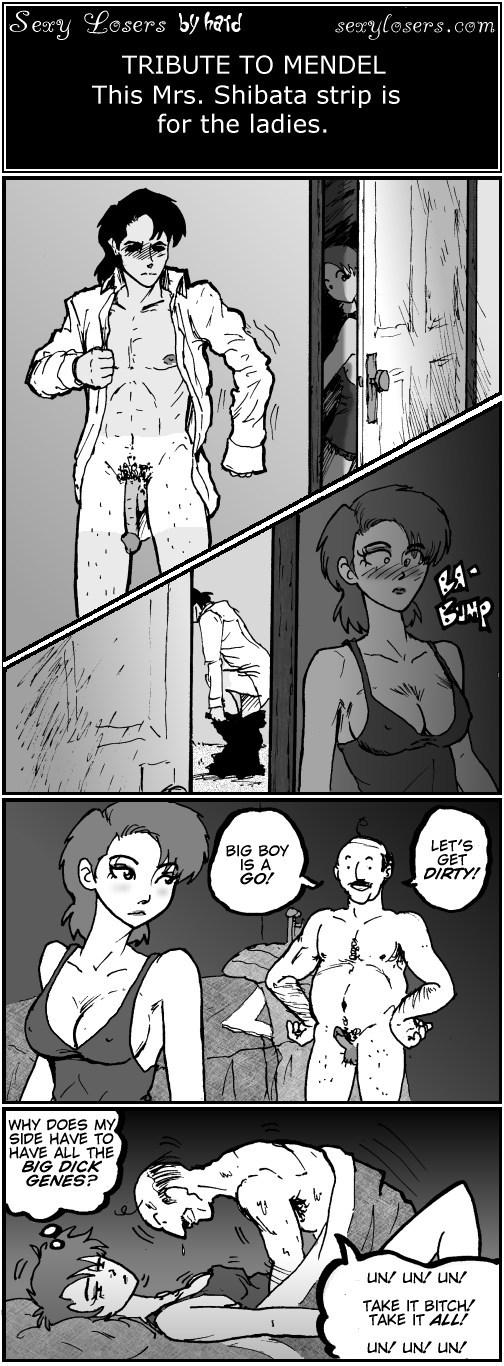 Sexy Losers by hard
sexylosers.com
TRIBUTE TO MENDEL
This Mrs. Shibata strip is
for the ladies.
BA-
BUMP
BIG BOY
IS A
GO!
LET'S
GET
DIRTY!
WHY DOES MY
SIDE HAVE TO
HAVE ALL THE
BIG DICK
GENES?
UN! UN! UN!
TAKE IT BITCH!
TAKE IT ALL!
UN! UN! UN!